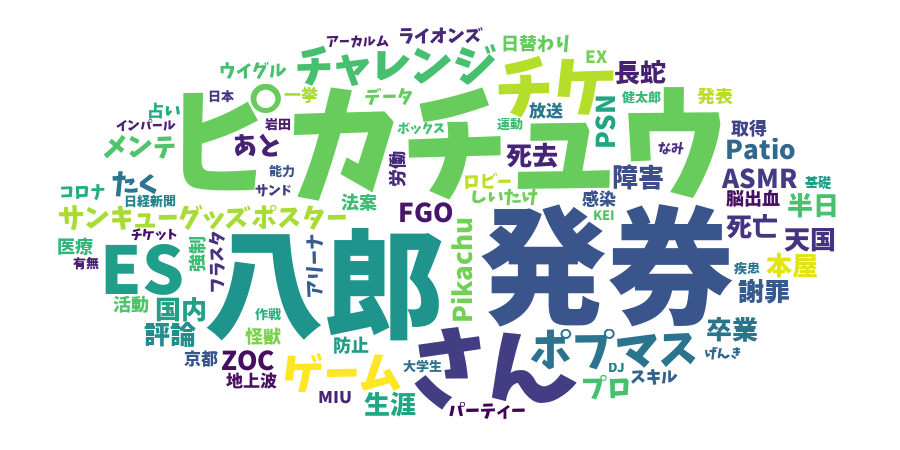 アーカルム
ライオンズ
日替わり
EX
チャレンジ
ウイグル
チケ
長蛇
日本
一挙
データ
占い
ピカチュウ
放送
PSN
健太郎
発表
インパール
岩田
ボックス
運動
取得
メンテ
あと
なみ
Patio
死去
労働
能力
たく
サンド
ロビー
障害
ASMR
基礎
コロナ
日経新聞
法案
しいたけ
感染
脳出血
半日
サンキューグッズポスター
FGO
KEI
死亡
チケット
天国
医療
強制
フラスタ
アリーナ
Pikachu
八郎
発券
有無
ES
疾患
本屋
謝罪
活動
国内
作戦
評論
怪獣
防止
さん
ポプマス
卒業
げんき
京都
ZOC
ゲーム
大学生
DJ
スキル
地上波
プロ
MIU
生涯
パーティー